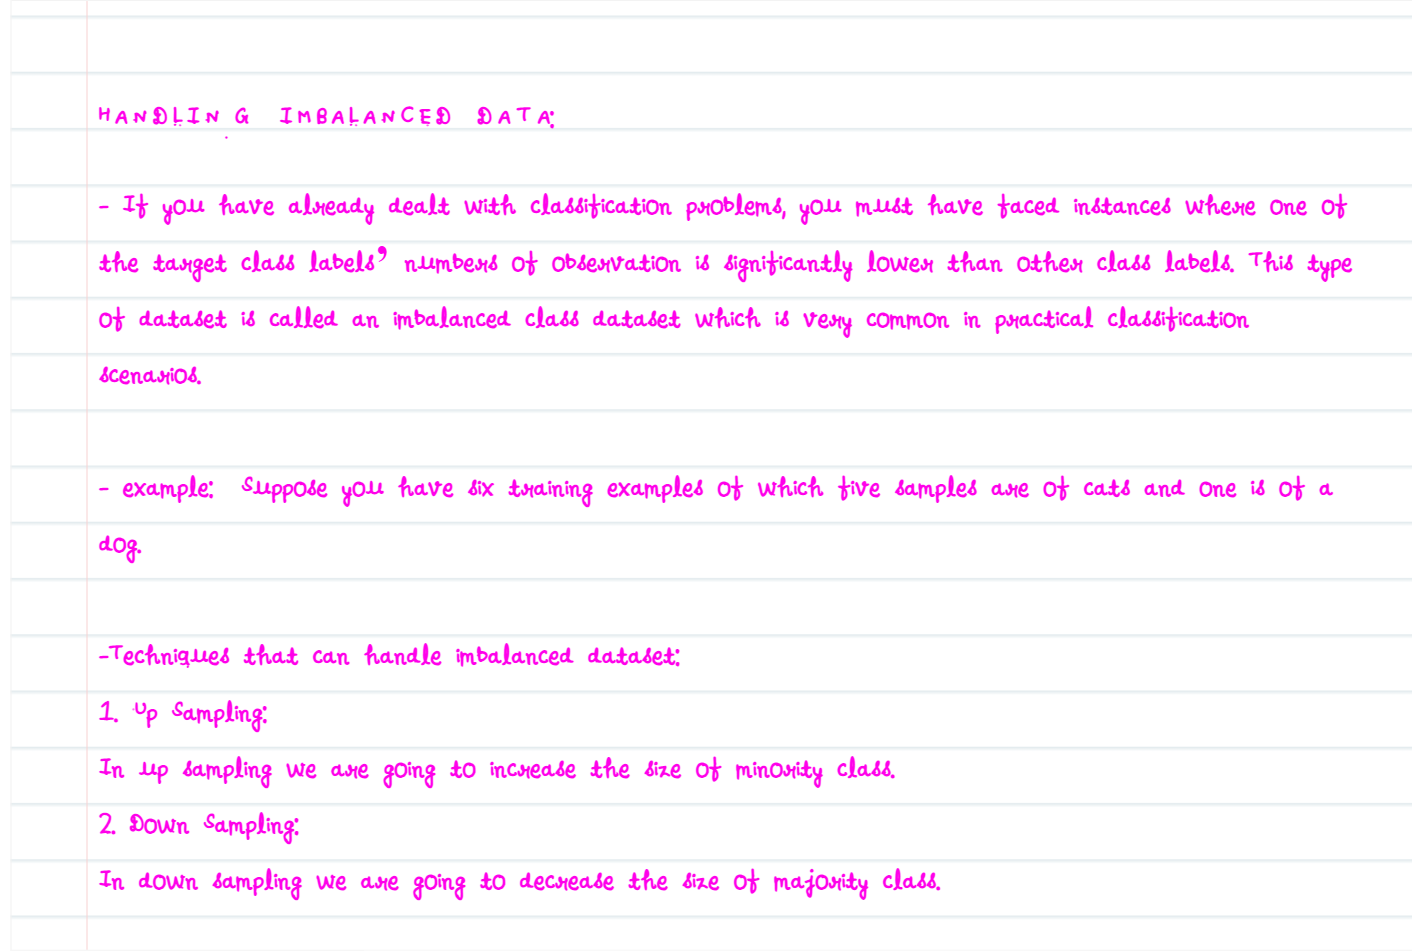 HANDLING IMBALANCED DATA:
- If you have already dealt with classification problems, you must have faced instances where one of
the target class labels' numbers of observation is significantly lower than other class labels. This type
of dataset is called an imbalanced class dataset which is very common in practical classification
scenarios.
- example: Suppose you have six training examples of which five samples are of cats and one is of a
dog.
-Techniques that can handle imbalanced dataset:
1. Up Sampling:
In up sampling we are going to increase the size of minority class.
2. Down Sampling:
In down sampling we are going to decrease the size of majority class.